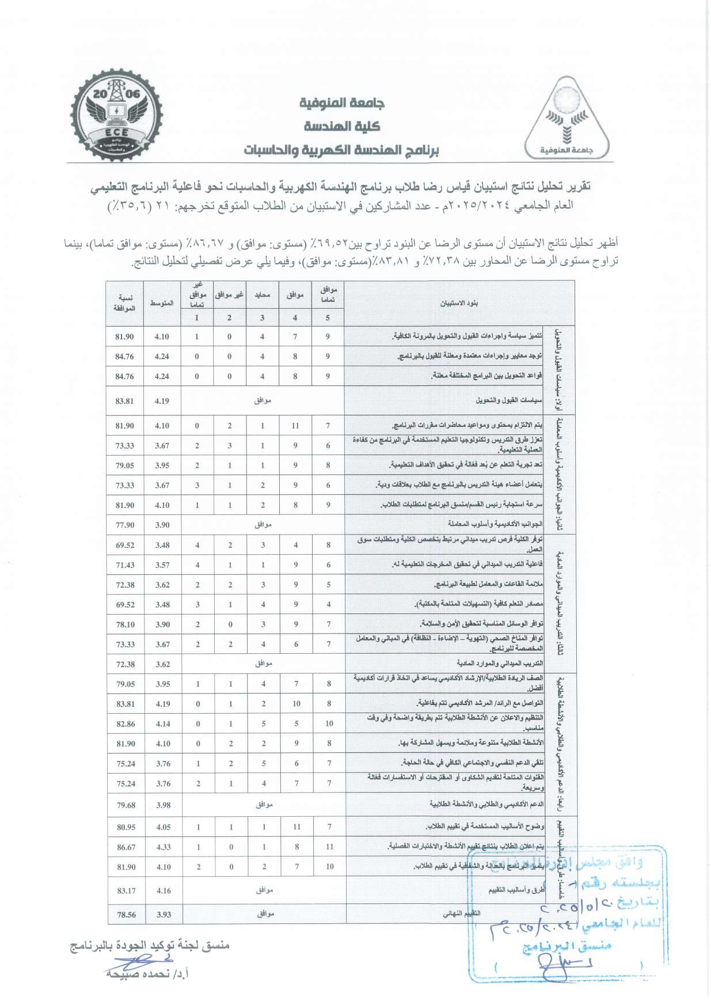 20 06
ECE
جامعة المنوفية
جامعة المنوفية
كلية الهندسة
برنامج الهندسة الكهربية والحاسبات
تقرير تحليل نتائج استبيان قياس رضا طلاب برنامج الهندسة الكهربية والحاسبات نحو فاعلية البرنامج التعليمي
العام الجامعي ٢٠٢٥/٢٠٢٤م - عدد المشاركين في الاستبيان من الطلاب المتوقع تخرجهم: ٢١ (٣٥,٦٪)
أظهر تحليل نتائج الاستبيان أن مستوى الرضا عن البنود تراوح بين ٦٩,٥٢٪ (مستوى: موافق) و ٨٦,٦٧٪ (مستوى: موافق تماما)، بينما
تراوح مستوى الرضا عن المحاور بين ٧٢,٣٨٪ و ٨٣,٨١٪(مستوى: موافق)، وفيما يلي عرض تفصيلي لتحليل النتائج.
بنود الاستبيان | موافق تماما | موافق | محايد | غير موافق | غير موافق تماما | المتوسط | نسبة الموافقة
5 | 4 | 3 | 2 | 1
أولا: سياسات القبول والتحويل
تتميز سياسة واجراءات القبول والتحويل بالمرونة الكافية. | 9 | 7 | 4 | 0 | 1 | 4.10 | 81.90
توجد معايير وإجراءات معتمدة ومعلنة للقبول بالبرنامج. | 9 | 8 | 4 | 0 | 0 | 4.24 | 84.76
قواعد التحويل بين البرامج المختلفة معلنة. | 9 | 8 | 4 | 0 | 0 | 4.24 | 84.76
سياسات القبول والتحويل | موافق | 4.19 | 83.81
ثانيا: الجوانب الأكاديمية وأسلوب المعاملة
يتم الالتزام بمحتوى ومواعيد محاضرات مقررات البرنامج. | 7 | 11 | 1 | 2 | 0 | 4.10 | 81.90
تعزز طرق التدريس وتكنولوجيا التعليم المستخدمة في البرنامج من كفاءة العملية التعليمية. | 6 | 9 | 1 | 3 | 2 | 3.67 | 73.33
تعد تجربة التعلم عن بُعد فعّالة في تحقيق الأهداف التعليمية. | 8 | 9 | 1 | 1 | 2 | 3.95 | 79.05
يتعامل أعضاء هيئة التدريس بالبرنامج مع الطلاب بعلاقات ودية. | 6 | 9 | 2 | 1 | 3 | 3.67 | 73.33
سرعة استجابة رئيس القسم/منسق البرنامج لمتطلبات الطلاب. | 9 | 8 | 2 | 1 | 1 | 4.10 | 81.90
الجوانب الأكاديمية وأسلوب المعاملة | موافق | 3.90 | 77.90
ثالثا: التدريب الميداني والموارد المادية
توفر الكلية فرص تدريب ميداني مرتبط بتخصص الكلية ومتطلبات سوق العمل. | 8 | 4 | 3 | 2 | 4 | 3.48 | 69.52
فاعلية التدريب الميداني في تحقيق المخرجات التعليمية له. | 6 | 9 | 1 | 1 | 4 | 3.57 | 71.43
ملائمة القاعات والمعامل لطبيعة البرنامج. | 5 | 9 | 3 | 2 | 2 | 3.62 | 72.38
مصادر التعلم كافية (التسهيلات المتاحة بالمكتبة). | 4 | 9 | 4 | 1 | 3 | 3.48 | 69.52
توافر الوسائل المناسبة لتحقيق الأمن والسلامة. | 7 | 9 | 3 | 0 | 2 | 3.90 | 78.10
توافر المناخ الصحي (التهوية – الإضاءة - النظافة) في المباني والمعامل المخصصة للبرنامج. | 7 | 6 | 4 | 2 | 2 | 3.67 | 73.33
التدريب الميداني والموارد المادية | موافق | 3.62 | 72.38
رابعا: الدعم الأكاديمي والطلابي والأنشطة الطلابية
الصف الريادة الطلابية/الإرشاد الأكاديمي يساعد في اتخاذ قرارات أكاديمية أفضل. | 8 | 7 | 4 | 1 | 1 | 3.95 | 79.05
التواصل مع الرائد/ المرشد الأكاديمي تتم بفاعلية. | 8 | 10 | 2 | 1 | 0 | 4.19 | 83.81
التنظيم والاعلان عن الأنشطة الطلابية تتم بطريقة واضحة وفي وقت مناسب. | 10 | 5 | 5 | 1 | 0 | 4.14 | 82.86
الأنشطة الطلابية متنوعة وملائمة ويسهل المشاركة بها. | 8 | 9 | 2 | 2 | 0 | 4.10 | 81.90
تلقي الدعم النفسي والاجتماعي الكافي في حالة الحاجة. | 7 | 6 | 5 | 2 | 1 | 3.76 | 75.24
القنوات المتاحة لتقديم الشكاوى أو المقترحات أو الاستفسارات فعّالة وسريعة. | 7 | 7 | 4 | 1 | 2 | 3.76 | 75.24
الدعم الأكاديمي والطلابي والأنشطة الطلابية | موافق | 3.98 | 79.68
خامسا: طرق وأساليب التقييم
وضوح الأساليب المستخدمة في تقييم الطلاب. | 7 | 11 | 1 | 1 | 1 | 4.05 | 80.95
يتم اعلان الطلاب بنتائج تقييم الأنشطة والاختبارات الفصلية. | 11 | 8 | 1 | 0 | 1 | 4.33 | 86.67
يتميز البرنامج بالعدالة والشفافية في تقييم الطلاب. | 10 | 7 | 2 | 0 | 2 | 4.10 | 81.90
طرق وأساليب التقييم | موافق | 4.16 | 83.17
التقييم النهائي | موافق | 3.93 | 78.56
وافق مجلس إدارة البرنامج
بجلسته رقم
بتاريخ ٢٠٢٥/٥/٢٠
للعام الجامعي ٢٠٢٤/٢٠٢٥م
منسق البرنامج
منسق لجنة توكيد الجودة بالبرنامج
أ.د/ نحمده صبيحه